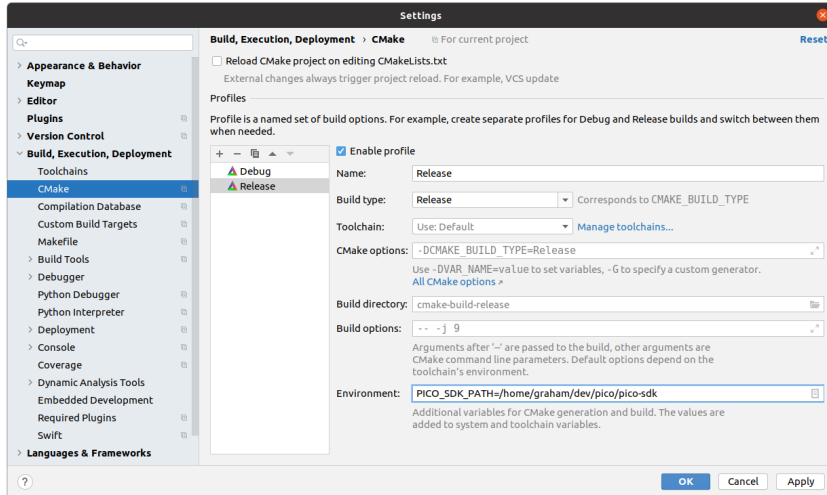 Settings
Build, Execution, Deployment › CMake
For current project
Reset
Appearance & Behavior
Keymap
Editor
Plugins
Version Control
Build, Execution, Deployment
Toolchains
CMake
Compilation Database
Custom Build Targets
Makefile
Build Tools
Debugger
Python Debugger
Python Interpreter
Deployment
Console
Coverage
Dynamic Analysis Tools
Embedded Development
Required Plugins
Swift
Languages & Frameworks
Reload CMake project on editing CMakeLists.txt
External changes always trigger project reload. For example, VCS update
Profiles
Profile is a named set of build options. For example, create separate profiles for Debug and Release builds and switch between them
when needed.
Debug
Release
Enable profile
Name: Release
Build type: Release Corresponds to CMAKE_BUILD_TYPE
Toolchain: Use: Default Manage toolchains...
CMake options: -DCMAKE_BUILD_TYPE=Release
Use -DVAR_NAME=value to set variables, -G to specify a custom generator.
All CMake options ↗
Build directory: cmake-build-release
Build options: -- -j 9
Arguments after '--' are passed to the build, other arguments are
CMake command line parameters. Default options depend on the
toolchain's environment.
Environment: PICO_SDK_PATH=/home/graham/dev/pico/pico-sdk
Additional variables for CMake generation and build. The values are
added to system and toolchain variables.
?
OK Cancel Apply